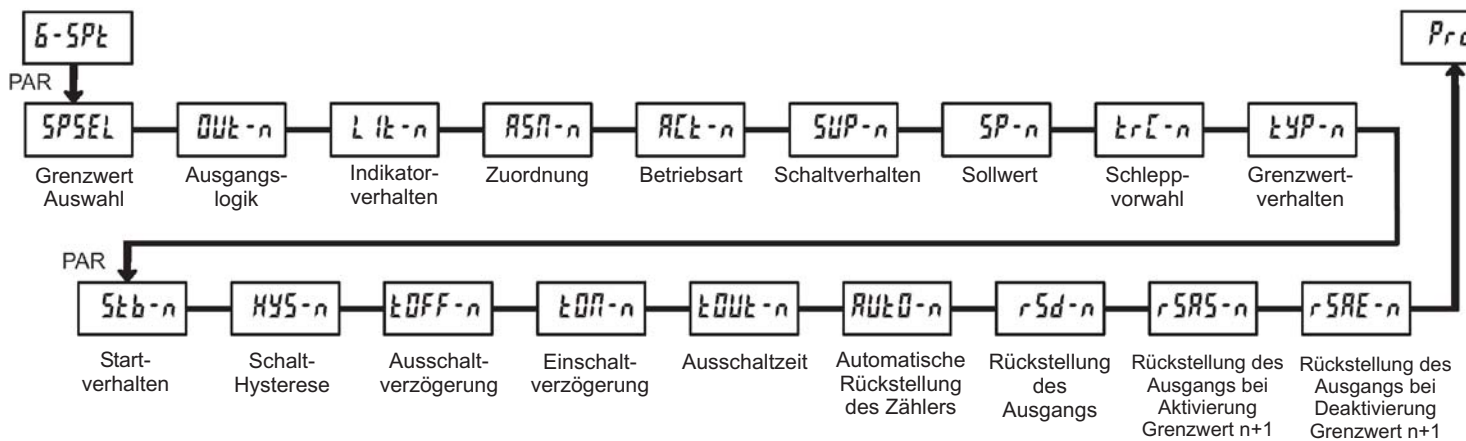 6-SPt
Pro
PAR
SPSEL
OUt-n
LIt-n
ASN-n
ACt-n
SUP-n
SP-n
trC-n
tYP-n
Grenzwert
Auswahl
Ausgangs-
logik
Indikator-
verhalten
Zuordnung
Betriebsart
Schaltverhalten
Sollwert
Schlepp-
vorwahl
Grenzwert-
verhalten
PAR
Stb-n
HYS-n
tOFF-n
tON-n
tOUt-n
AUtO-n
rSd-n
rSAS-n
rSAE-n
Start-
verhalten
Schalt-
Hysterese
Ausschalt-
verzögerung
Einschalt-
verzögerung
Ausschaltzeit
Automatische
Rückstellung
des Zählers
Rückstellung
des
Ausgangs
Rückstellung des
Ausgangs bei
Aktivierung
Grenzwert n+1
Rückstellung des
Ausgangs bei
Deaktivierung
Grenzwert n+1